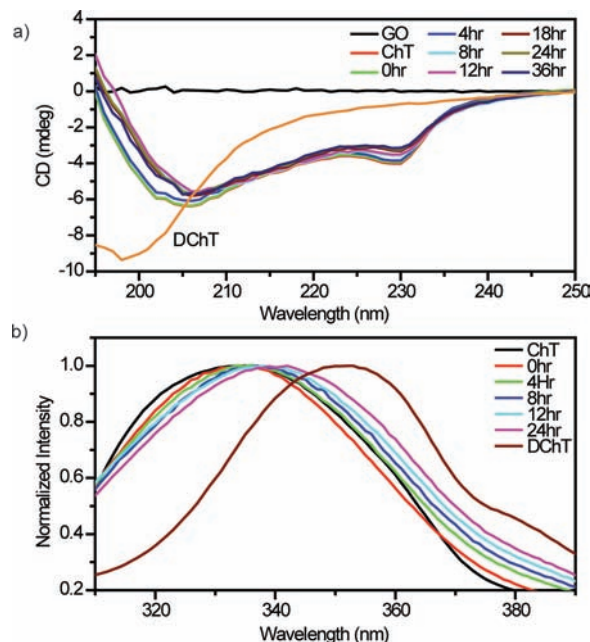 a)
4
2
0
-2
-4
-6
-8
-10
CD (mdeg)
GO
ChT
0hr
4hr
8hr
12hr
18hr
24hr
36hr
DChT
200
210
220
230
240
250
Wavelength (nm)
b)
1.0
0.8
0.6
0.4
0.2
Normalized Intensity
ChT
0hr
4Hr
8hr
12hr
24hr
DChT
320
340
360
380
Wavelength (nm)